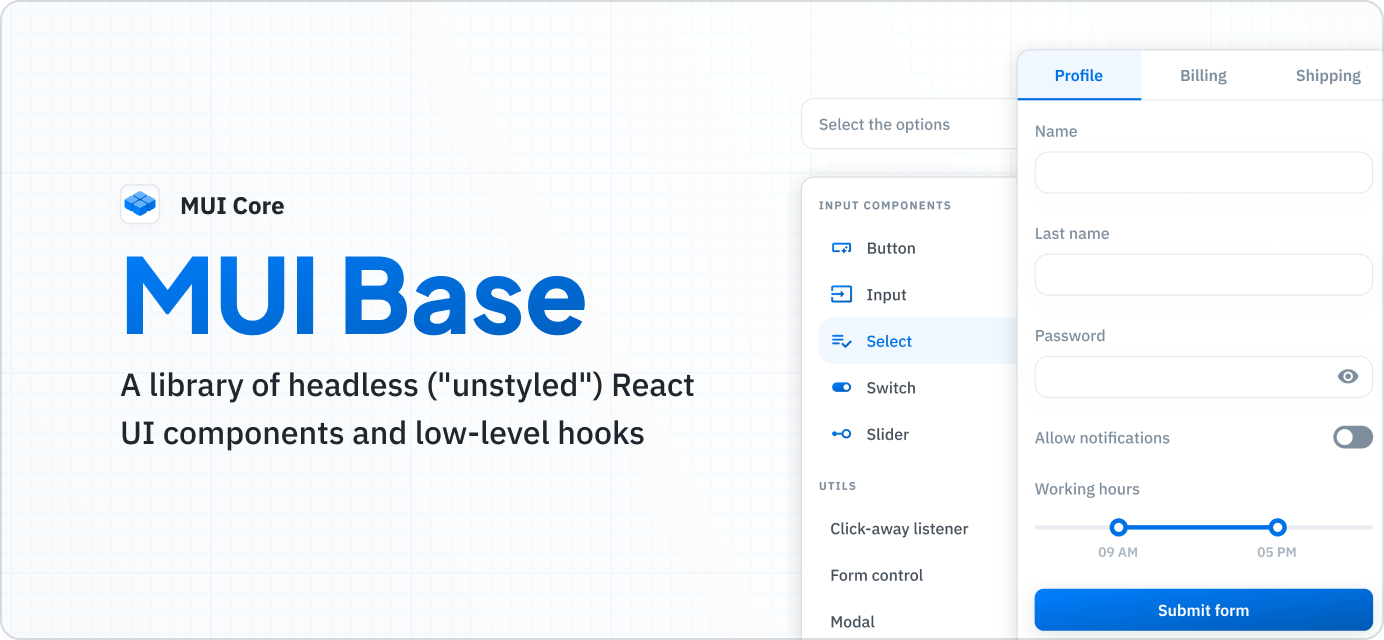 MUI Core
MUI Base
A library of headless ("unstyled") React
UI components and low-level hooks
Select the options
INPUT COMPONENTS
Button
Input
Select
Switch
Slider
UTILS
Click-away listener
Form control
Modal
Profile Billing Shipping
Name
Last name
Password
Allow notifications
Working hours
09 AM 05 PM
Submit form